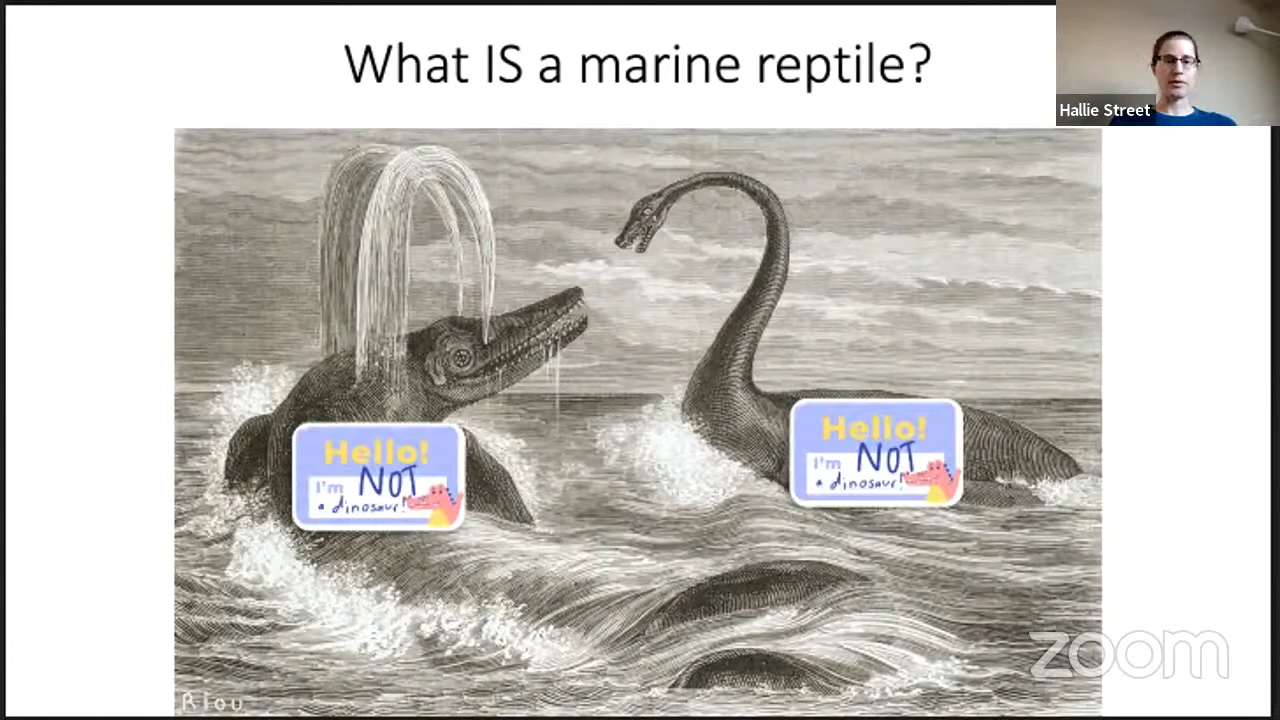 What IS a marine reptile?
Hallie Street
Hello!
I'm NOT
a dinosaur!
Hello!
I'm NOT
a dinosaur!
zoom
Riou